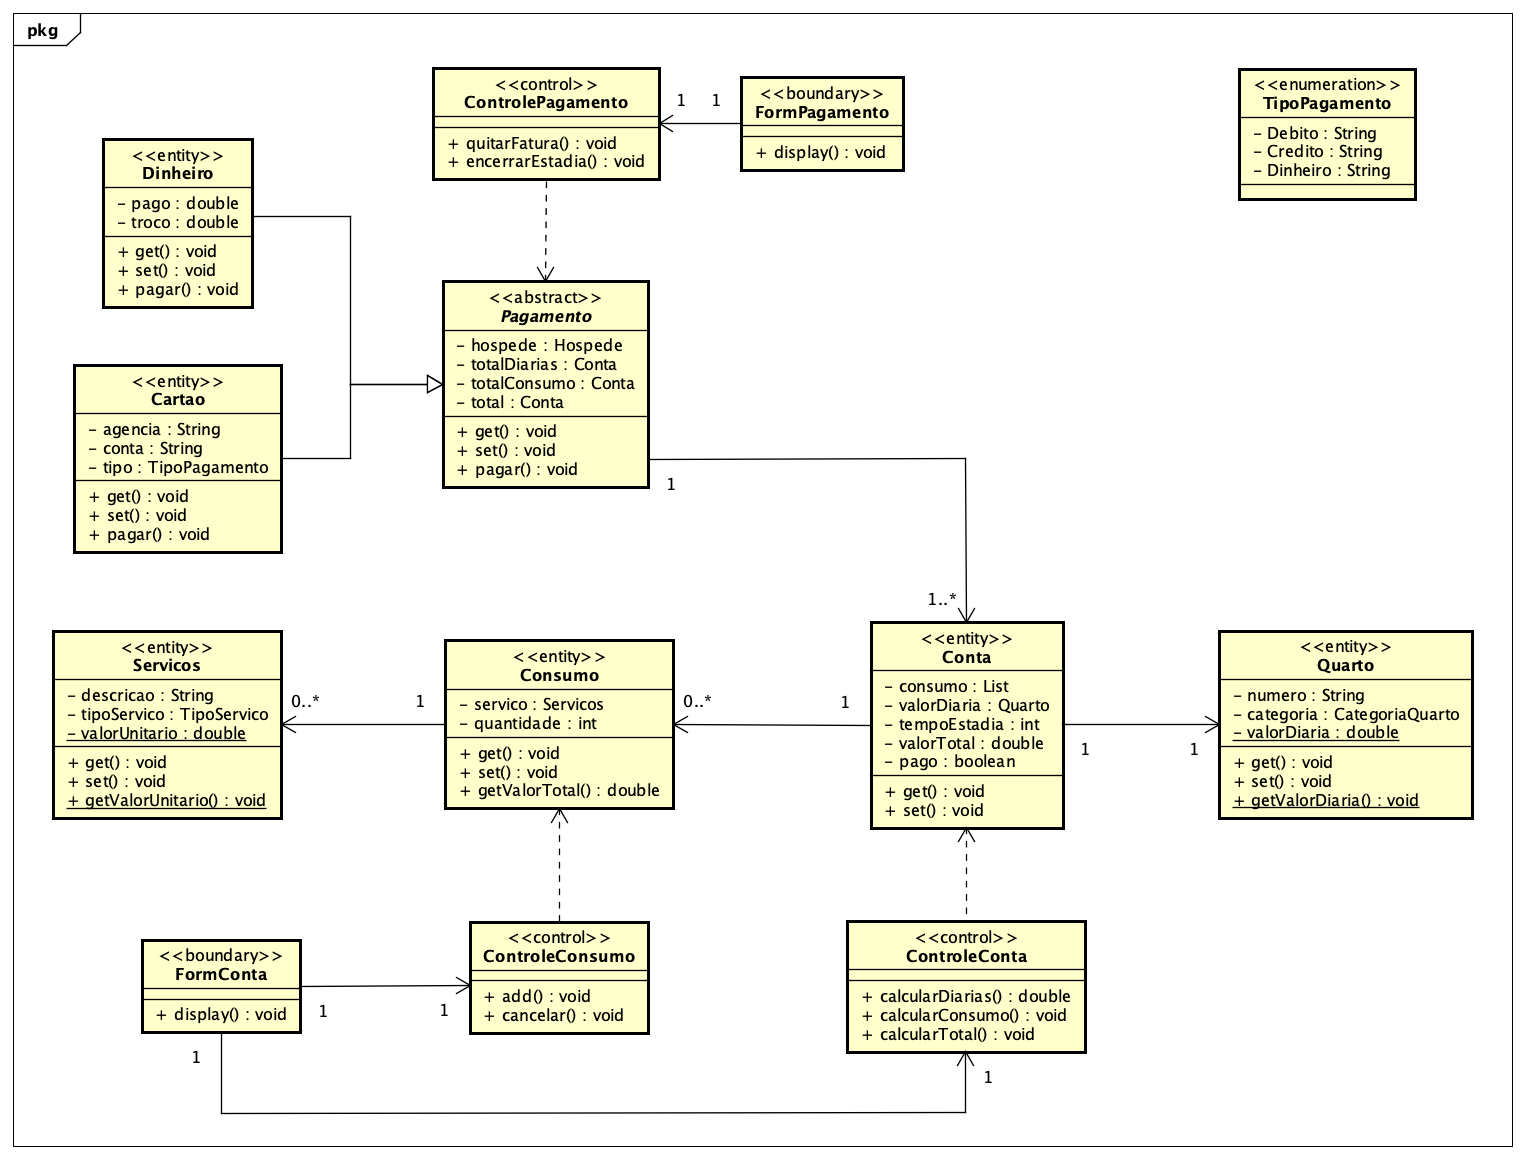 pkg
<<control>>
ControlePagamento
+ quitarFatura() : void
+ encerrarEstadia() : void
1
1
<<boundary>>
FormPagamento
+ display() : void
<<enumeration>>
TipoPagamento
- Debito : String
- Credito : String
- Dinheiro : String
<<entity>>
Dinheiro
- pago : double
- troco : double
+ get() : void
+ set() : void
+ pagar() : void
<<abstract>>
Pagamento
- hospede : Hospede
- totalDiarias : Conta
- totalConsumo : Conta
- total : Conta
+ get() : void
+ set() : void
+ pagar() : void
1
1..*
<<entity>>
Cartao
- agencia : String
- conta : String
- tipo : TipoPagamento
+ get() : void
+ set() : void
+ pagar() : void
<<entity>>
Servicos
- descricao : String
- tipoServico : TipoServico
- valorUnitario : double
+ get() : void
+ set() : void
+ getValorUnitario() : void
0..*
1
<<entity>>
Consumo
- servico : Servicos
- quantidade : int
+ get() : void
+ set() : void
+ getValorTotal() : double
0..*
1
<<entity>>
Conta
- consumo : List
- valorDiaria : Quarto
- tempoEstadia : int
- valorTotal : double
- pago : boolean
+ get() : void
+ set() : void
1
1
<<entity>>
Quarto
- numero : String
- categoria : CategoriaQuarto
- valorDiaria : double
+ get() : void
+ set() : void
+ getValorDiaria() : void
<<boundary>>
FormConta
+ display() : void
1
1
1
<<control>>
ControleConsumo
+ add() : void
+ cancelar() : void
<<control>>
ControleConta
+ calcularDiarias() : double
+ calcularConsumo() : void
+ calcularTotal() : void
1